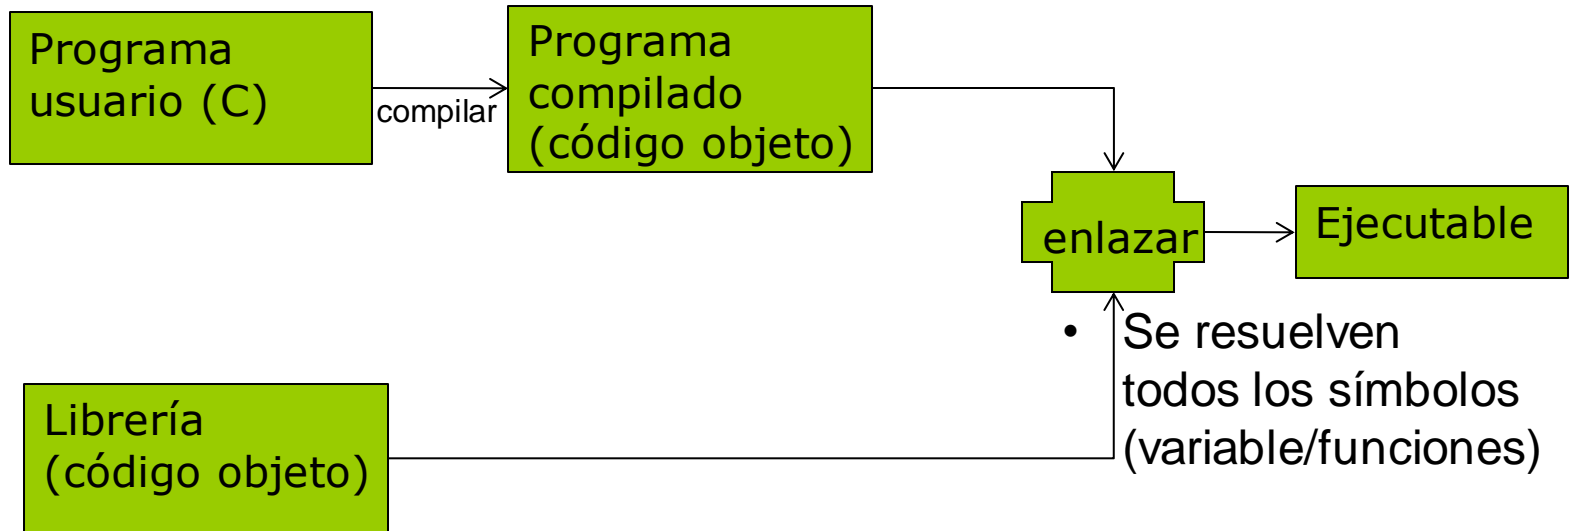 Programa
usuario (C)
compilar
Programa
compilado
(código objeto)
enlazar
Ejecutable
• Se resuelven
todos los símbolos
(variable/funciones)
Librería
(código objeto)